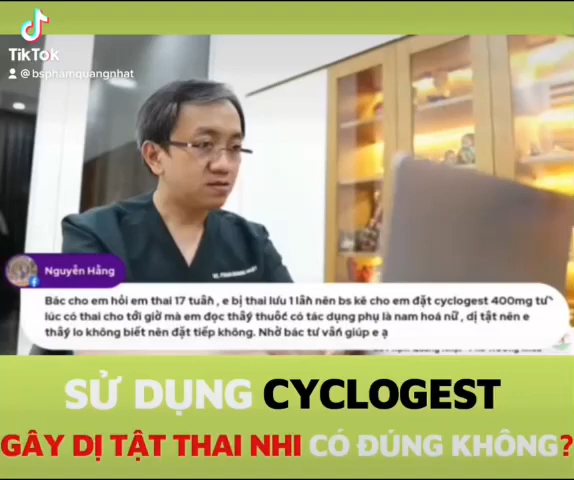 TikTok
@bsphamquangnhat
Nguyễn Hằng
Bác cho em hỏi em thai 17 tuần , e bị thai lưu 1 lần nên bs kê cho em đặt cyclogest 400mg từ
lúc có thai cho tới giờ mà em đọc thấy thuốc có tác dụng phụ là nam hoá nữ , dị tật nên e
thấy lo không biết nên đặt tiếp không. Nhờ bác tư vấn giúp e ạ
SỬ DỤNG CYCLOGEST
GÂY DỊ TẬT THAI NHI CÓ ĐÚNG KHÔNG?